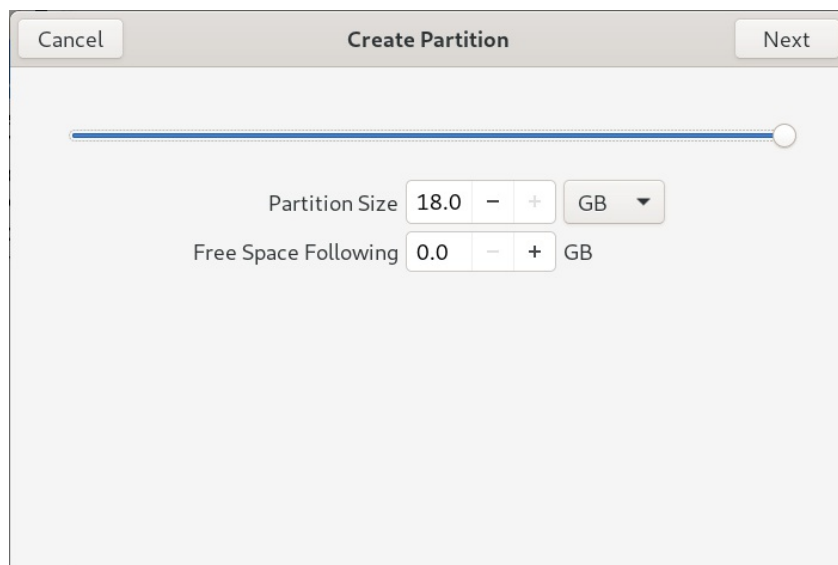 Cancel Create Partition Next
Partition Size 18.0 − + GB
Free Space Following 0.0 − + GB